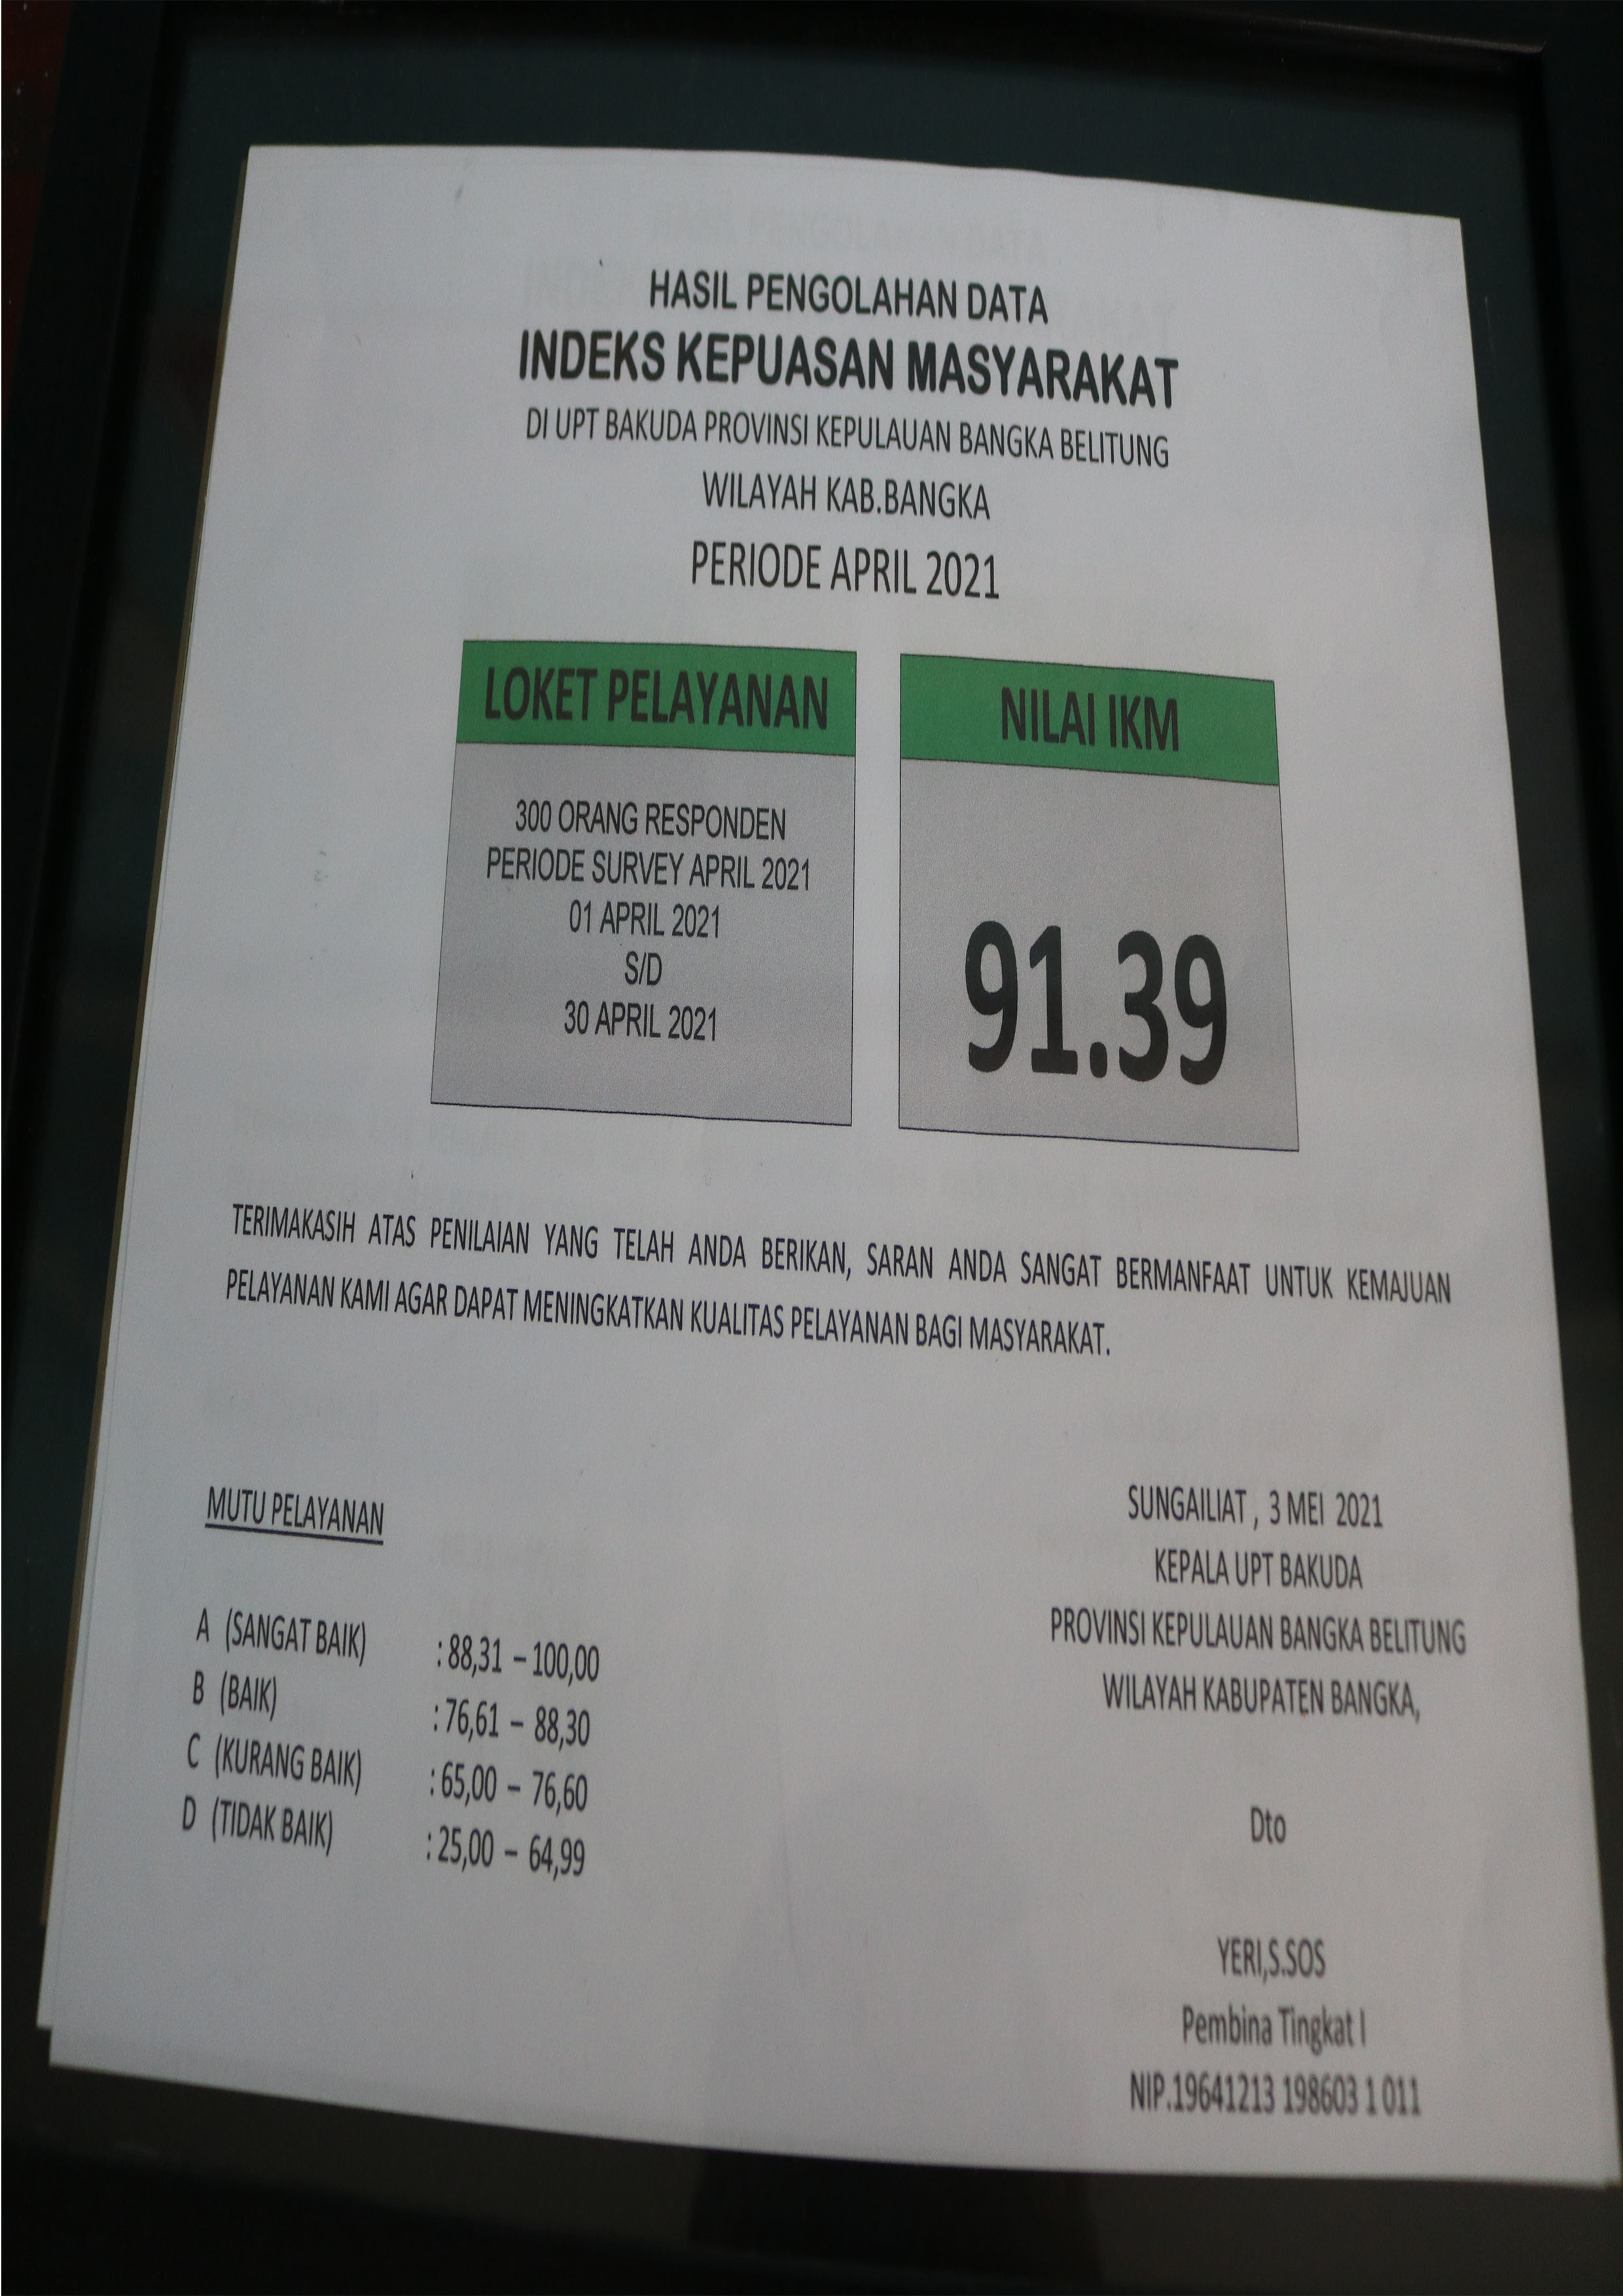 HASIL PENGOLAHAN DATA
INDEKS KEPUASAN MASYARAKAT
DI UPT BAKUDA PROVINSI KEPULAUAN BANGKA BELITUNG
WILAYAH KAB.BANGKA
PERIODE APRIL 2021
LOKET PELAYANAN
300 ORANG RESPONDEN
PERIODE SURVEY APRIL 2021
01 APRIL 2021
S/D
30 APRIL 2021
NILAI IKM
91.39
TERIMAKASIH ATAS PENILAIAN YANG TELAH ANDA BERIKAN, SARAN ANDA SANGAT BERMANFAAT UNTUK KEMAJUAN
PELAYANAN KAMI AGAR DAPAT MENINGKATKAN KUALITAS PELAYANAN BAGI MASYARAKAT.
MUTU PELAYANAN
A (SANGAT BAIK) : 88,31 – 100,00
B (BAIK) : 76,61 – 88,30
C (KURANG BAIK) : 65,00 – 76,60
D (TIDAK BAIK) : 25,00 – 64,99
SUNGAILIAT , 3 MEI 2021
KEPALA UPT BAKUDA
PROVINSI KEPULAUAN BANGKA BELITUNG
WILAYAH KABUPATEN BANGKA,
Dto
YERI,S.SOS
Pembina Tingkat I
NIP.19641213 198603 1 011